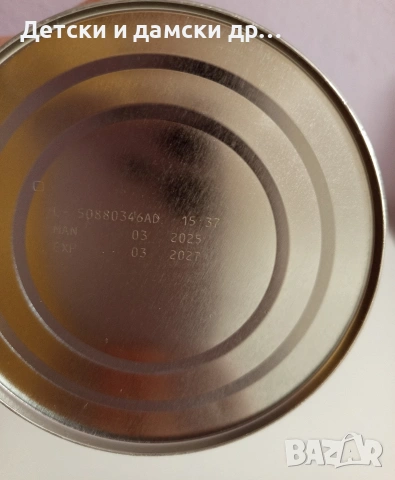 Детски и дамски др...
L 50880346AD 15:37
MAN 03 2025
EXP 03 2027
BAZAR